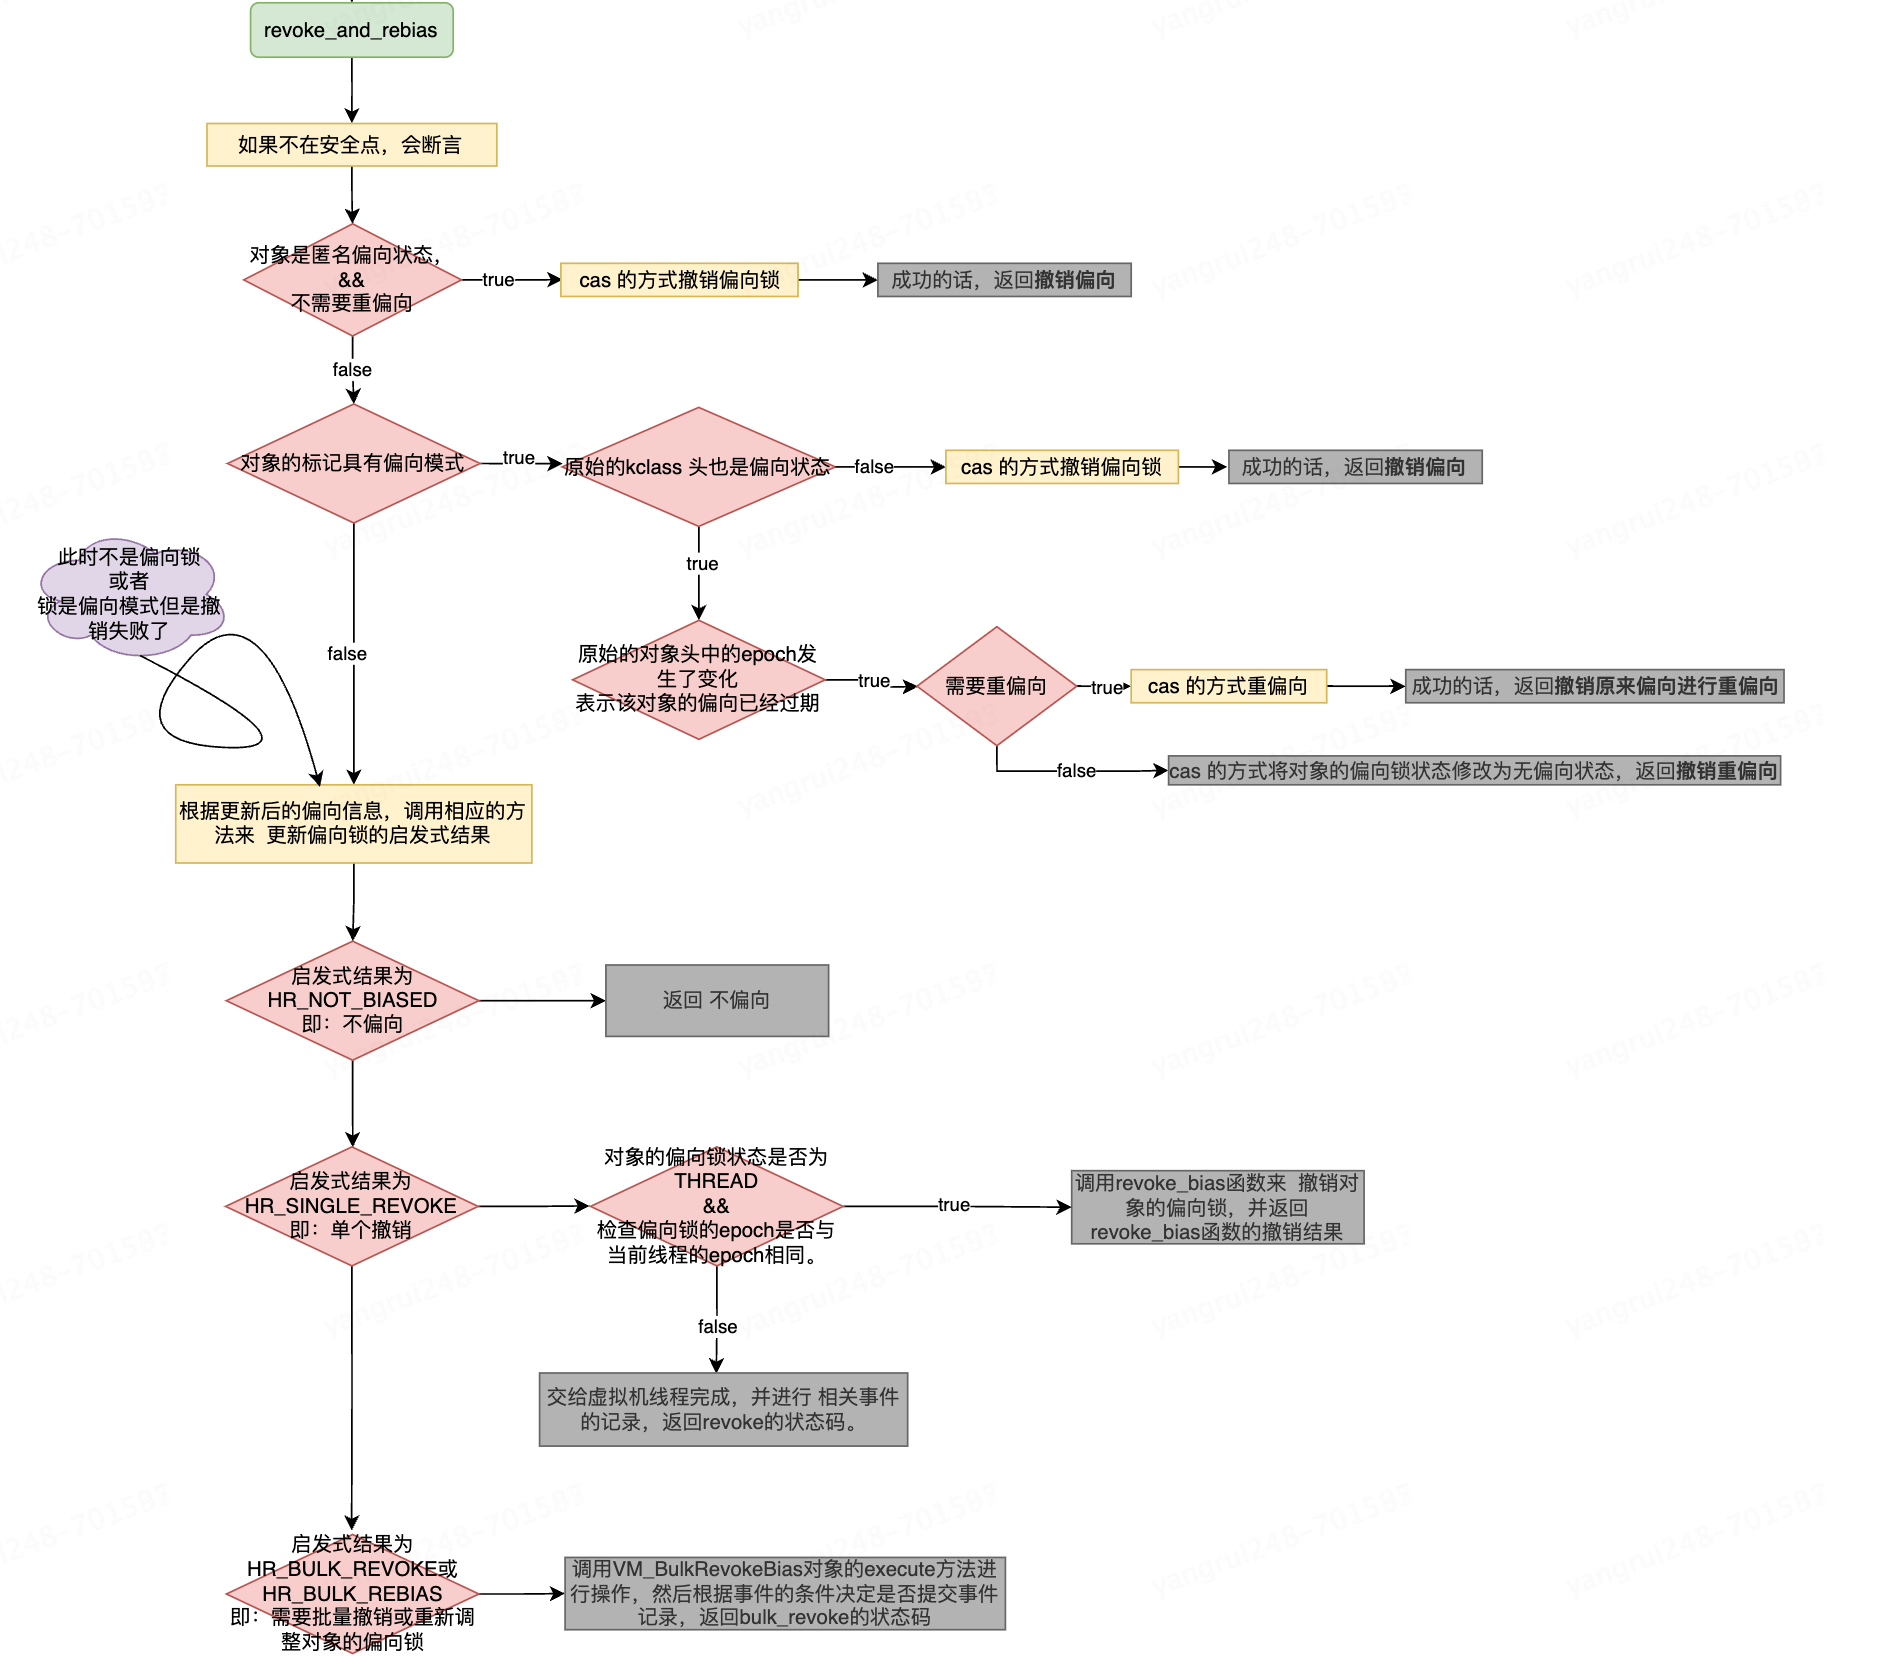 revoke_and_rebias
如果不在安全点，会断言
对象是匿名偏向状态，
&&
不需要重偏向
true
cas 的方式撤销偏向锁
成功的话，返回撤销偏向
false
对象的标记具有偏向模式
true
原始的kclass 头也是偏向状态
false
cas 的方式撤销偏向锁
成功的话，返回撤销偏向
true
此时不是偏向锁
或者
锁是偏向模式但是撤
销失败了
false
原始的对象头中的epoch发
生了变化
表示该对象的偏向已经过期
true
需要重偏向
true
cas 的方式重偏向
成功的话，返回撤销原来偏向进行重偏向
false
cas 的方式将对象的偏向锁状态修改为无偏向状态，返回撤销重偏向
根据更新后的偏向信息，调用相应的方
法来 更新偏向锁的启发式结果
启发式结果为
HR_NOT_BIASED
即：不偏向
返回 不偏向
启发式结果为
HR_SINGLE_REVOKE
即：单个撤销
对象的偏向锁状态是否为
THREAD
&&
检查偏向锁的epoch是否与
当前线程的epoch相同。
true
调用revoke_bias函数来 撤销对
象的偏向锁，并返回
revoke_bias函数的撤销结果
false
交给虚拟机线程完成，并进行 相关事件
的记录，返回revoke的状态码。
启发式结果为
HR_BULK_REVOKE或
HR_BULK_REBIAS
即：需要批量撤销或重新调
整对象的偏向锁
调用VM_BulkRevokeBias对象的execute方法进
行操作，然后根据事件的条件决定是否提交事件
记录，返回bulk_revoke的状态码